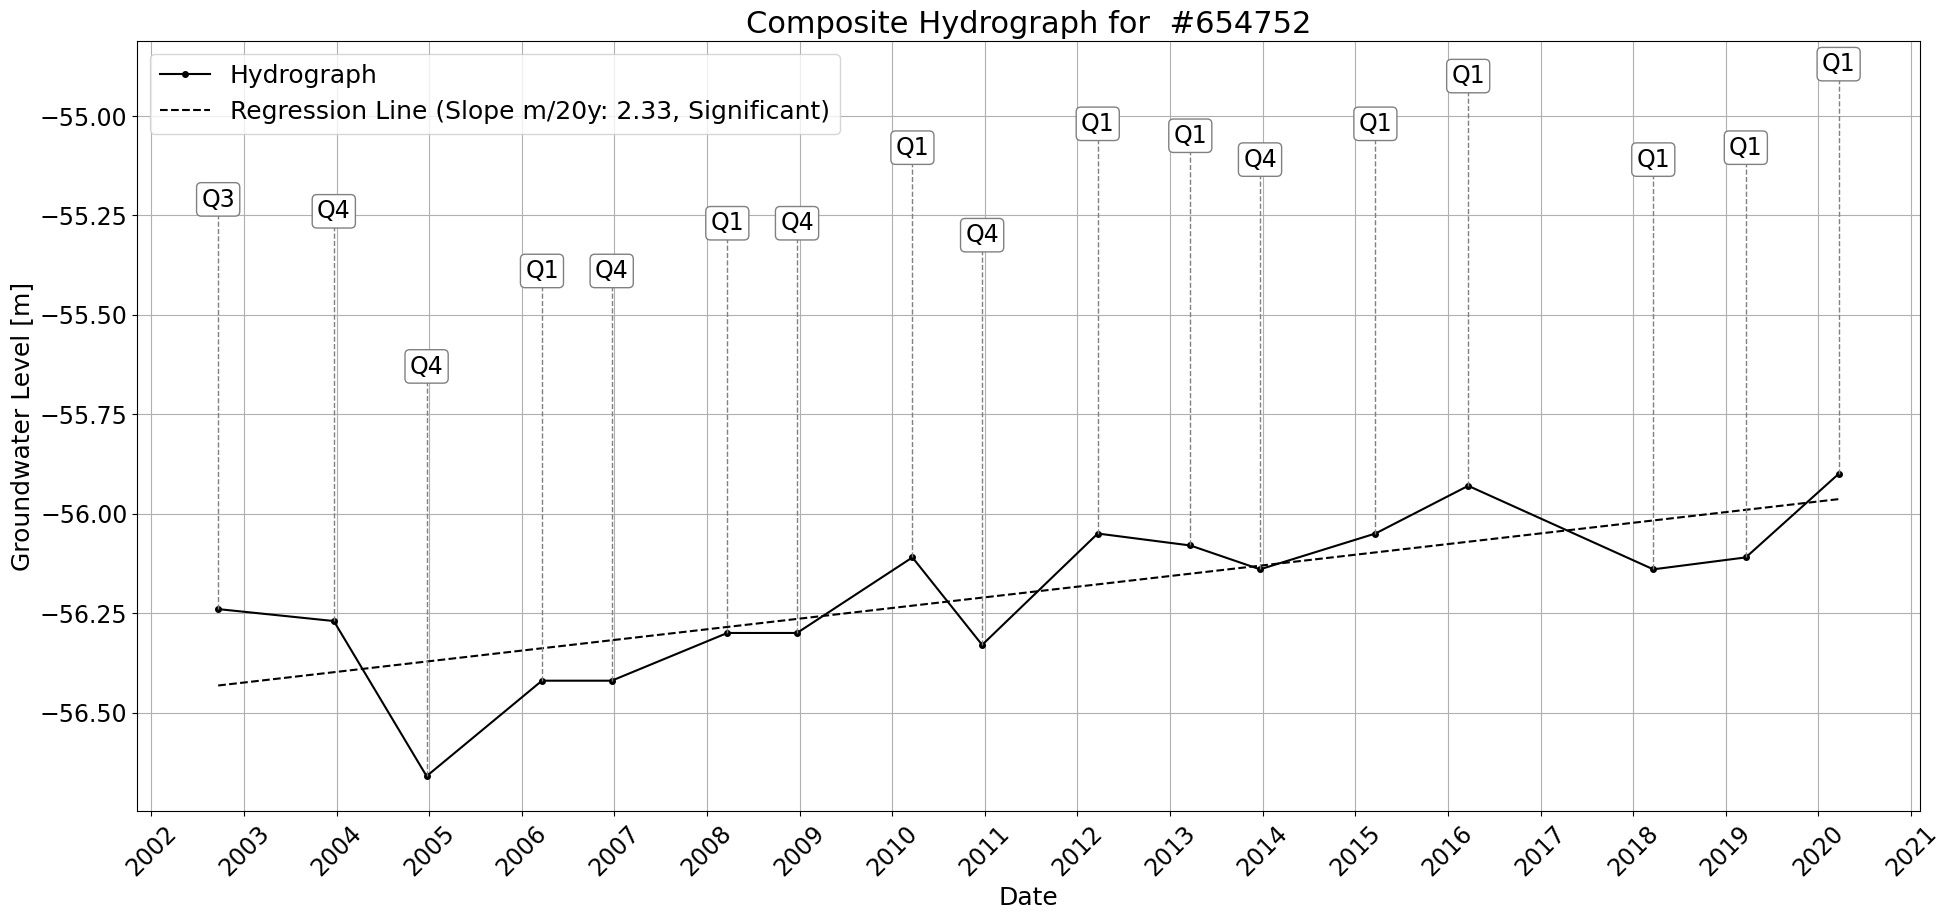 Composite Hydrograph for  #654752
Hydrograph
Regression Line (Slope m/20y: 2.33, Significant)
Q3
Q4
Q4
Q1
Q4
Q1
Q4
Q1
Q4
Q1
Q1
Q4
Q1
Q1
Q1
Q1
Q1
Groundwater Level [m]
−55.00
−55.25
−55.50
−55.75
−56.00
−56.25
−56.50
2002
2003
2004
2005
2006
2007
2008
2009
2010
2011
2012
2013
2014
2015
2016
2017
2018
2019
2020
2021
Date